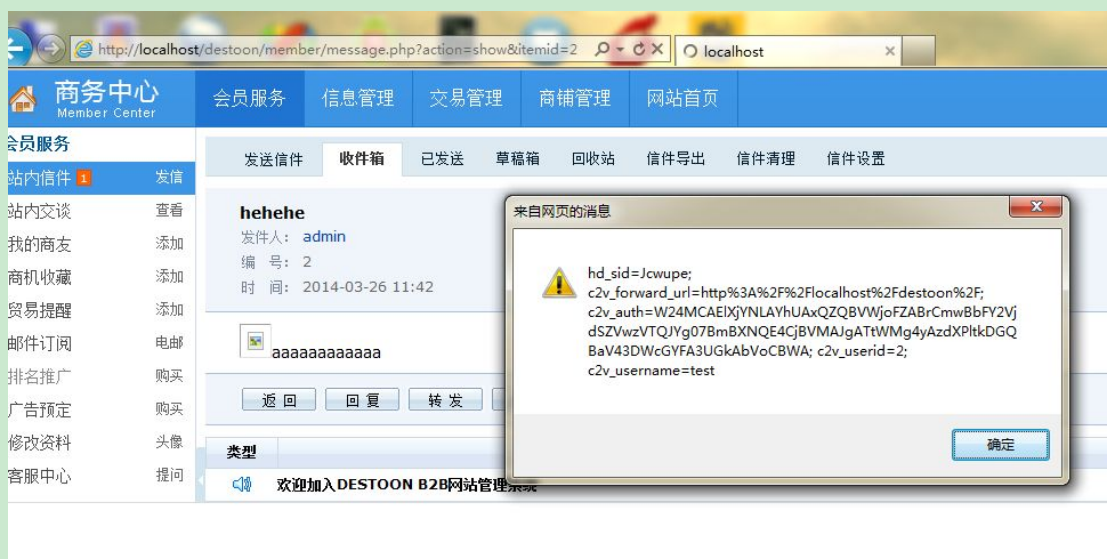 http://localhost/destoon/member/message.php?action=show&itemid=2
localhost
商务中心
Member Center
会员服务 信息管理 交易管理 商铺管理 网站首页
会员服务
站内信件 1 发信
站内交谈 查看
我的商友 添加
商机收藏 添加
贸易提醒 添加
邮件订阅 电邮
排名推广 购买
广告预定 购买
修改资料 头像
客服中心 提问
发送信件 收件箱 已发送 草稿箱 回收站 信件导出 信件清理 信件设置
hehehe
发件人: admin
编 号: 2
时 间: 2014-03-26 11:42
aaaaaaaaaaaa
返 回 回 复 转 发
类型
欢迎加入DESTOON B2B网站管理系统
来自网页的消息
hd_sid=Jcwupe;
c2v_forward_url=http%3A%2F%2Flocalhost%2Fdestoon%2F;
c2v_auth=W24MCAElXjYNLAYhUAxQZQBVWjoFZABrCmwBbFY2Vj
dSZVwzVTQJYg07BmBXNQE4CjBVMAJgATtWMg4yAzdXPltkDGQ
BaV43DWcGYFA3UGkAbVoCBWA; c2v_userid=2;
c2v_username=test
确定